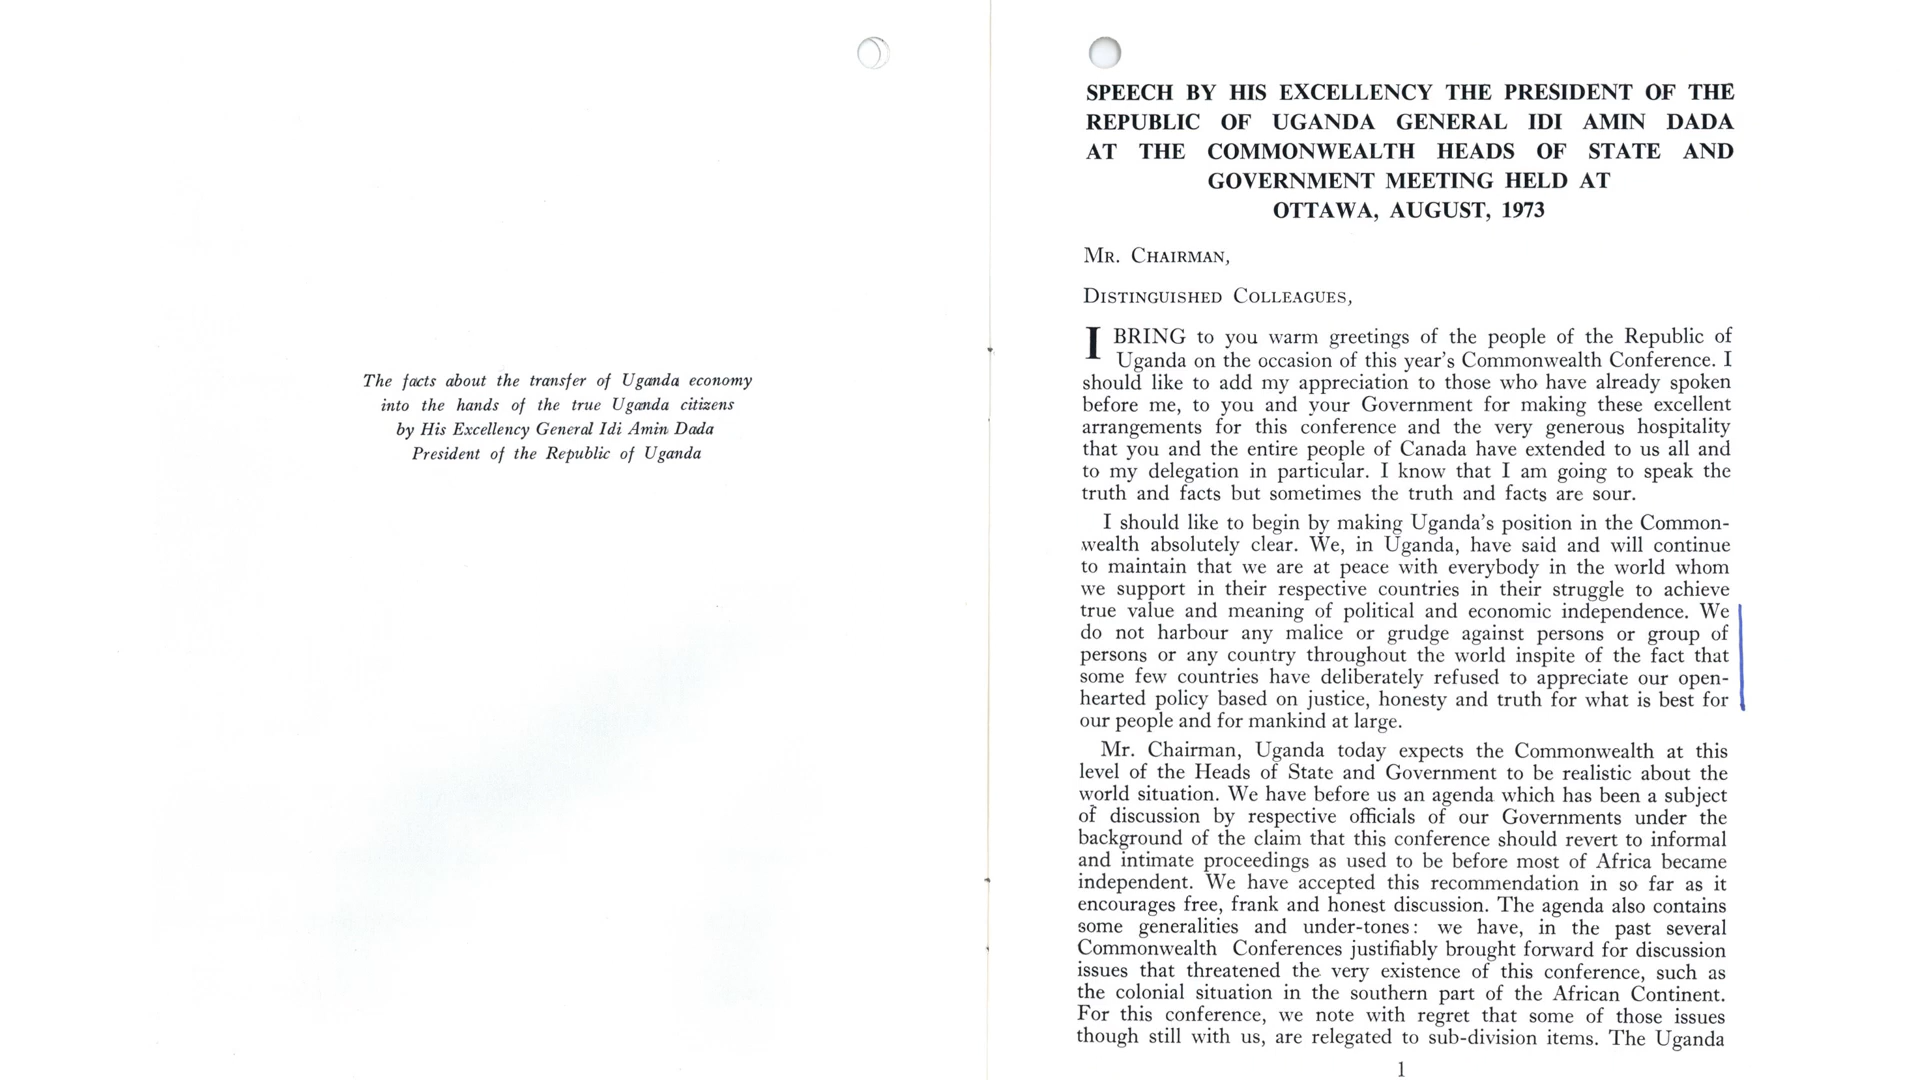 The facts about the transfer of Uganda economy
into the hands of the true Uganda citizens
by His Excellency General Idi Amin Dada
President of the Republic of Uganda
SPEECH BY HIS EXCELLENCY THE PRESIDENT OF THE
REPUBLIC OF UGANDA GENERAL IDI AMIN DADA
AT THE COMMONWEALTH HEADS OF STATE AND
GOVERNMENT MEETING HELD AT
OTTAWA, AUGUST, 1973
MR. CHAIRMAN,
DISTINGUISHED COLLEAGUES,
I BRING to you warm greetings of the people of the Republic of
Uganda on the occasion of this year's Commonwealth Conference. I
should like to add my appreciation to those who have already spoken
before me, to you and your Government for making these excellent
arrangements for this conference and the very generous hospitality
that you and the entire people of Canada have extended to us all and
to my delegation in particular. I know that I am going to speak the
truth and facts but sometimes the truth and facts are sour.
I should like to begin by making Uganda's position in the Common-
wealth absolutely clear. We, in Uganda, have said and will continue
to maintain that we are at peace with everybody in the world whom
we support in their respective countries in their struggle to achieve
true value and meaning of political and economic independence. We
do not harbour any malice or grudge against persons or group of
persons or any country throughout the world inspite of the fact that
some few countries have deliberately refused to appreciate our open-
hearted policy based on justice, honesty and truth for what is best for
our people and for mankind at large.
Mr. Chairman, Uganda today expects the Commonwealth at this
level of the Heads of State and Government to be realistic about the
world situation. We have before us an agenda which has been a subject
of discussion by respective officials of our Governments under the
background of the claim that this conference should revert to informal
and intimate proceedings as used to be before most of Africa became
independent. We have accepted this recommendation in so far as it
encourages free, frank and honest discussion. The agenda also contains
some generalities and under-tones: we have, in the past several
Commonwealth Conferences justifiably brought forward for discussion
issues that threatened the very existence of this conference, such as
the colonial situation in the southern part of the African Continent.
For this conference, we note with regret that some of those issues
though still with us, are relegated to sub-division items. The Uganda
1